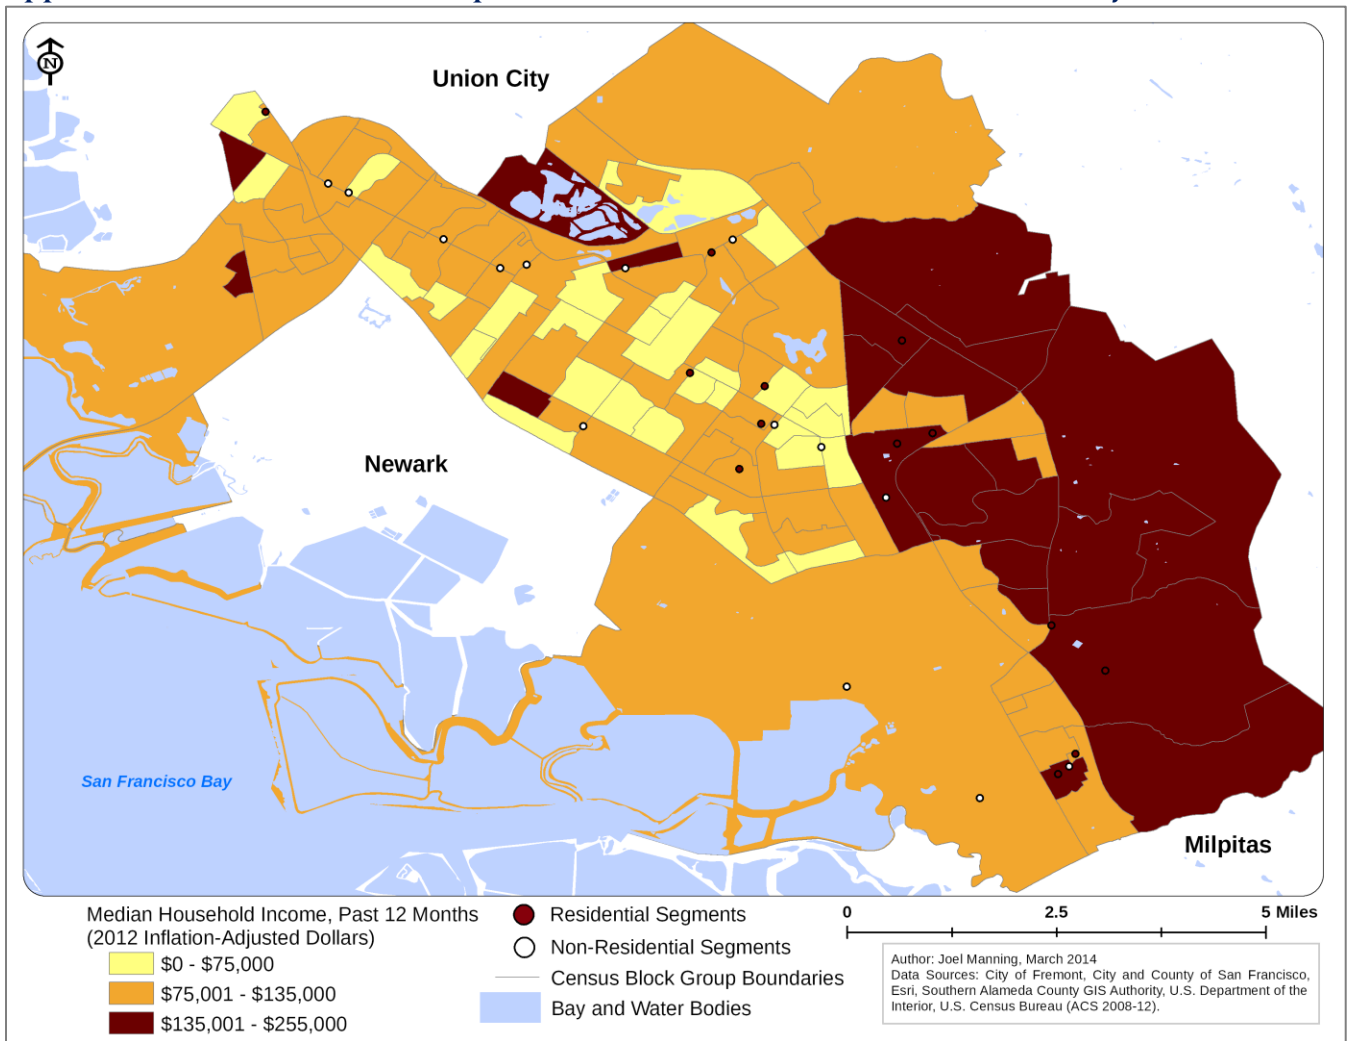 N
Union City
Newark
San Francisco Bay
Milpitas
Median Household Income, Past 12 Months
(2012 Inflation-Adjusted Dollars)
$0 - $75,000
$75,001 - $135,000
$135,001 - $255,000
Residential Segments
Non-Residential Segments
Census Block Group Boundaries
Bay and Water Bodies
0 2.5 5 Miles
Author: Joel Manning, March 2014
Data Sources: City of Fremont, City and County of San Francisco,
Esri, Southern Alameda County GIS Authority, U.S. Department of the
Interior, U.S. Census Bureau (ACS 2008-12).